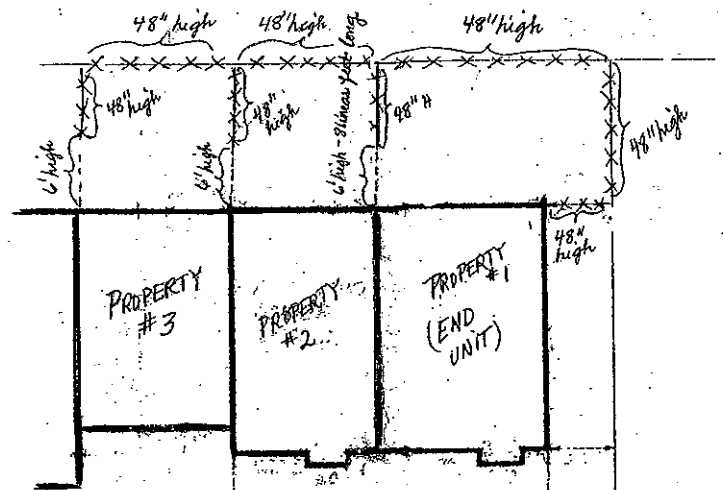 48" high
48" high
48" high
48" high
48" high
48" H
48" high
6' high
6' high
6' high - 8 linear feet long
48" high
PROPERTY
#3
PROPERTY
#2
PROPERTY
#1
(END
UNIT)